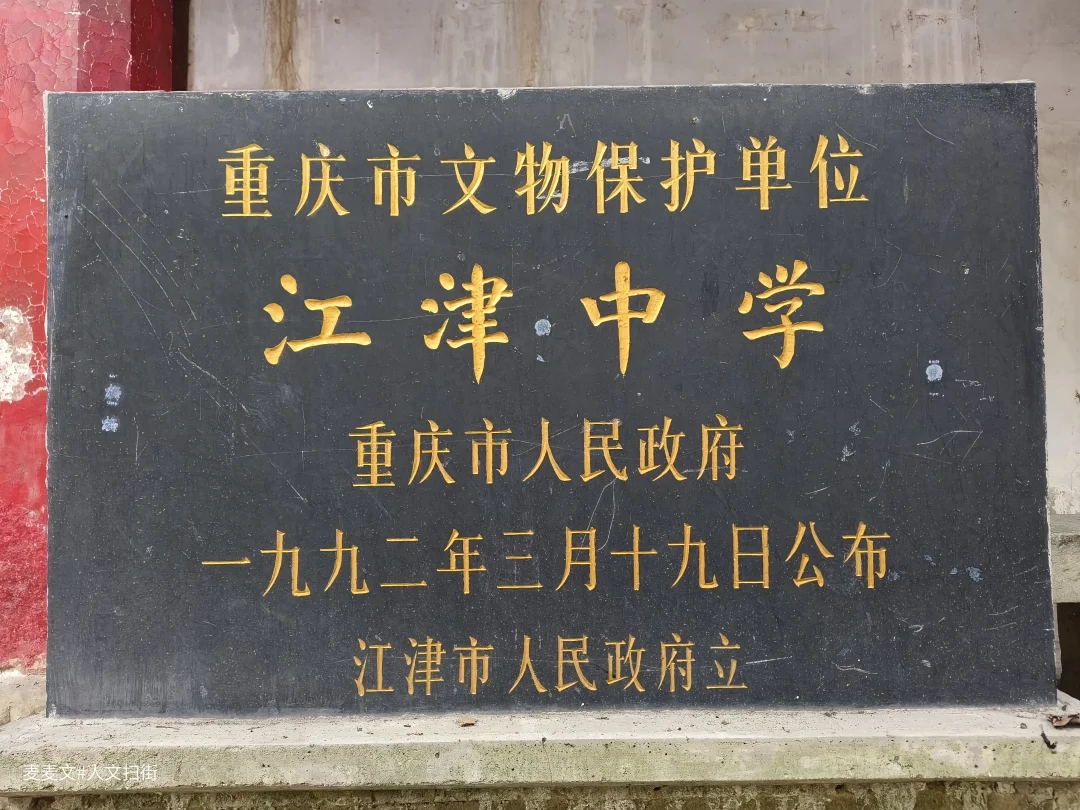 重庆市文物保护单位
江津中学
重庆市人民政府
一九九二年三月十九日公布
江津市人民政府立
麦麦文#人文扫街